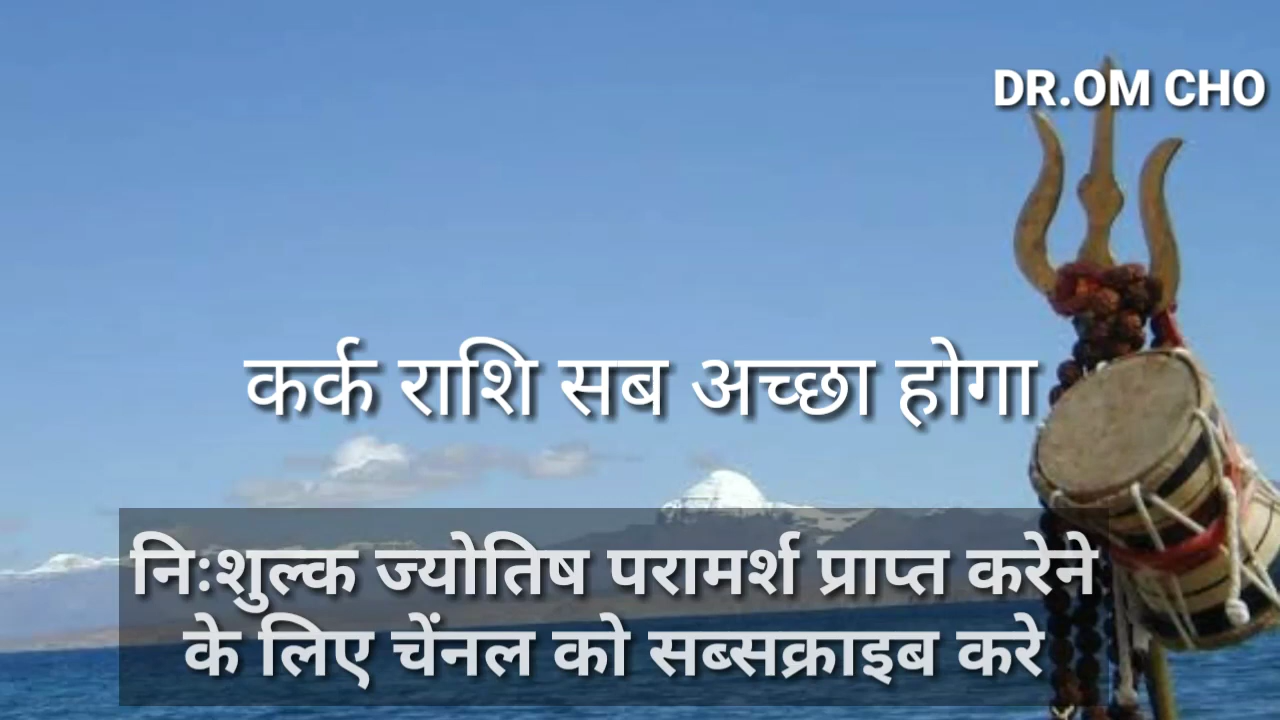 DR.OM CHO
कर्क राशि सब अच्छा होगा
निःशुल्क ज्योतिष परामर्श प्राप्त करेने
के लिए चेंनल को सब्सक्राइब करे